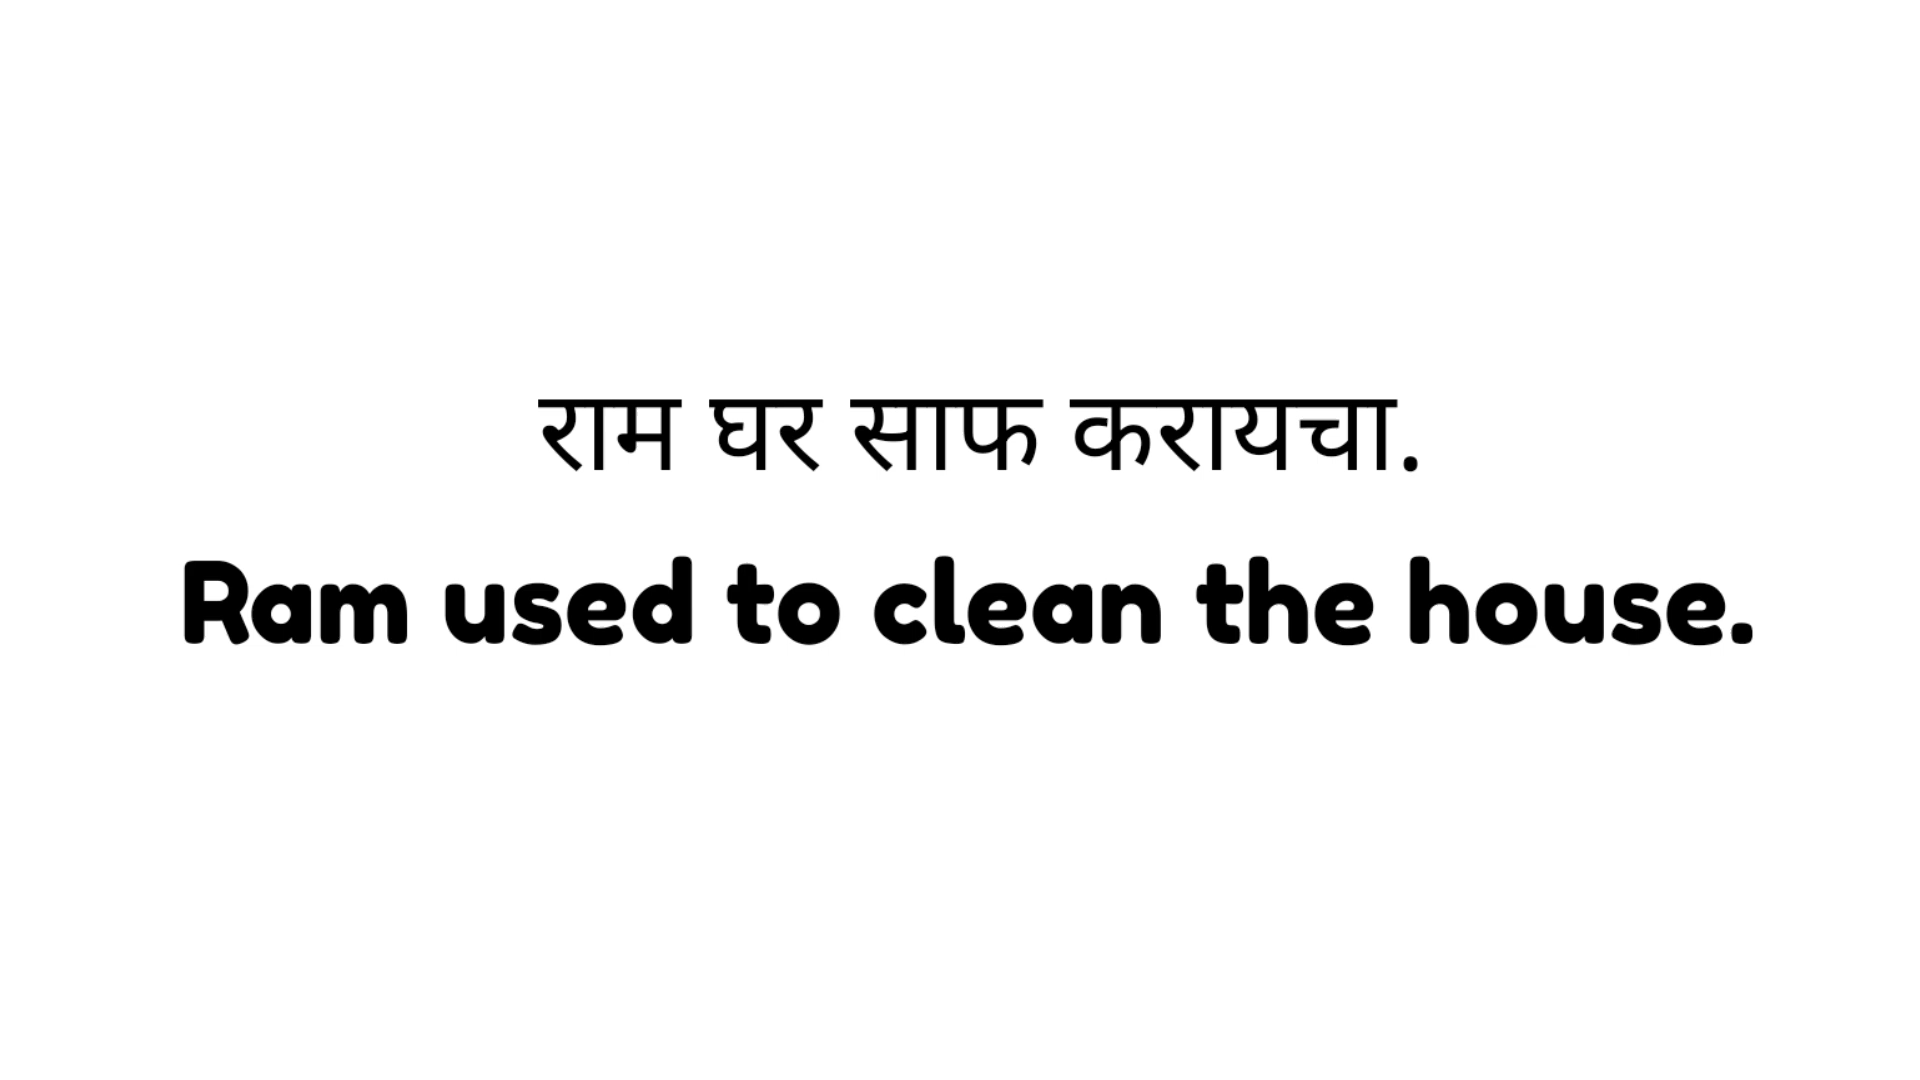 राम घर साफ करायचा.
Ram used to clean the house.